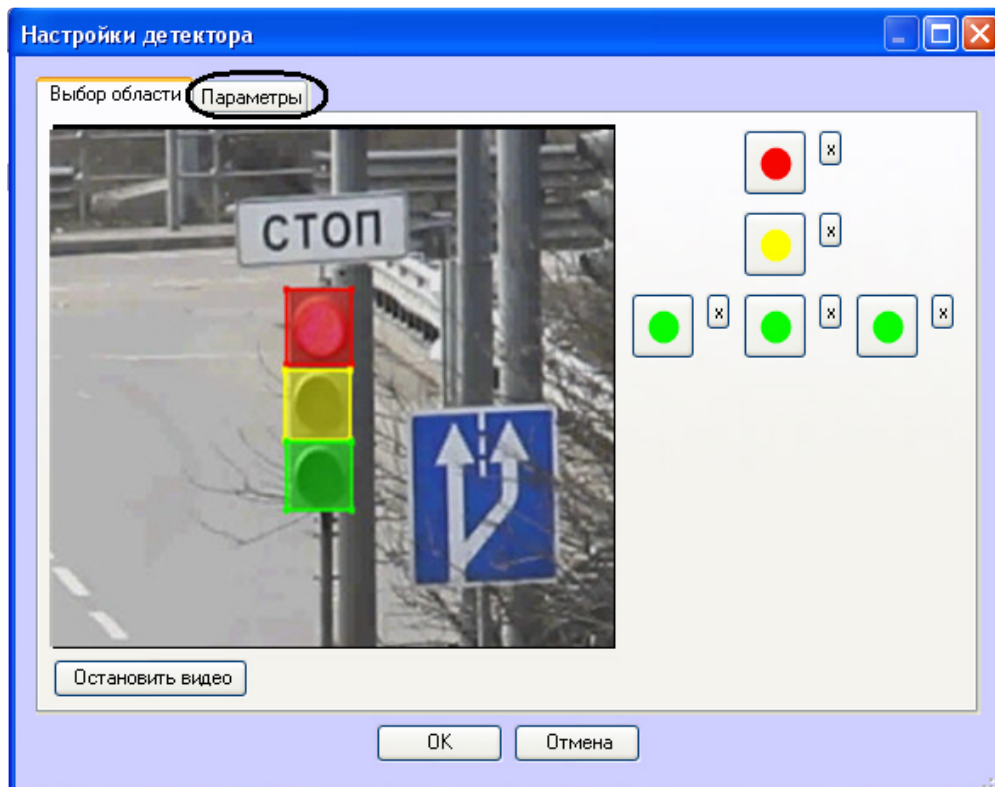 Настройки детектора
Выбор области
Параметры
СТОП
x
x
x
x
x
Остановить видео
OK
Отмена